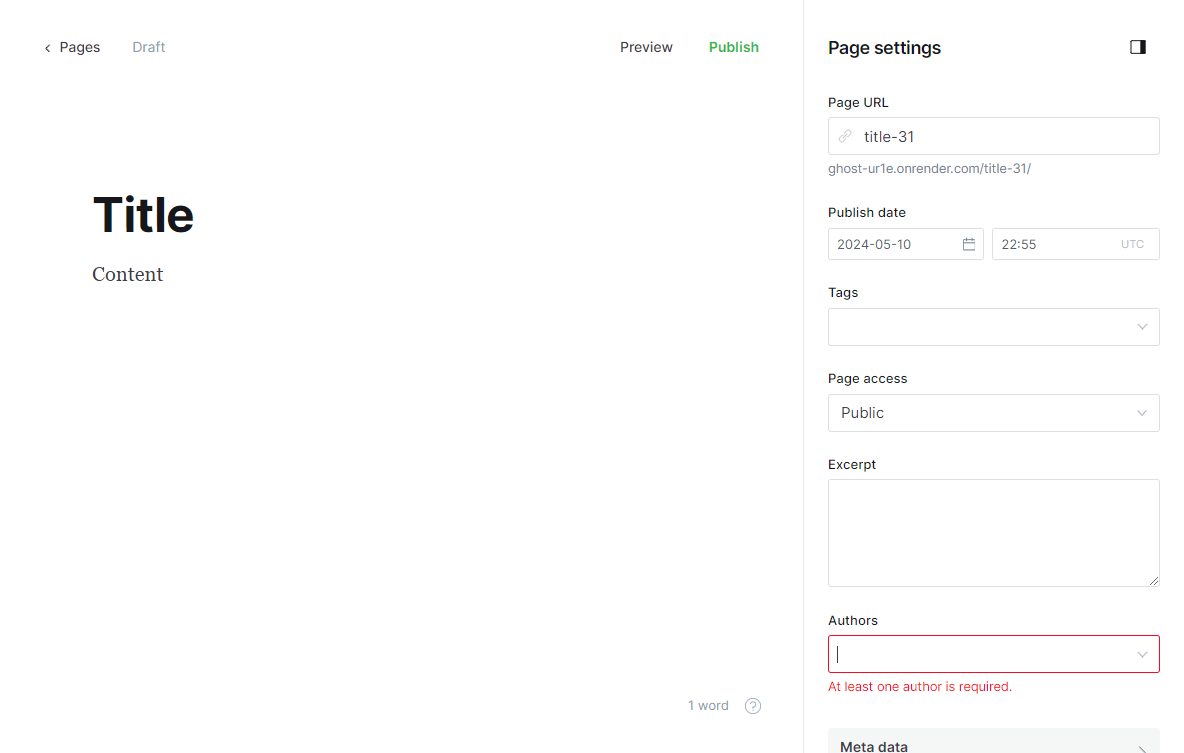 Pages Draft Preview Publish
Title
Content
1 word ?
Page settings
Page URL
title-31
ghost-ur1e.onrender.com/title-31/
Publish date
2024-05-10 22:55 UTC
Tags
Page access
Public
Excerpt
Authors
At least one author is required.
Meta data